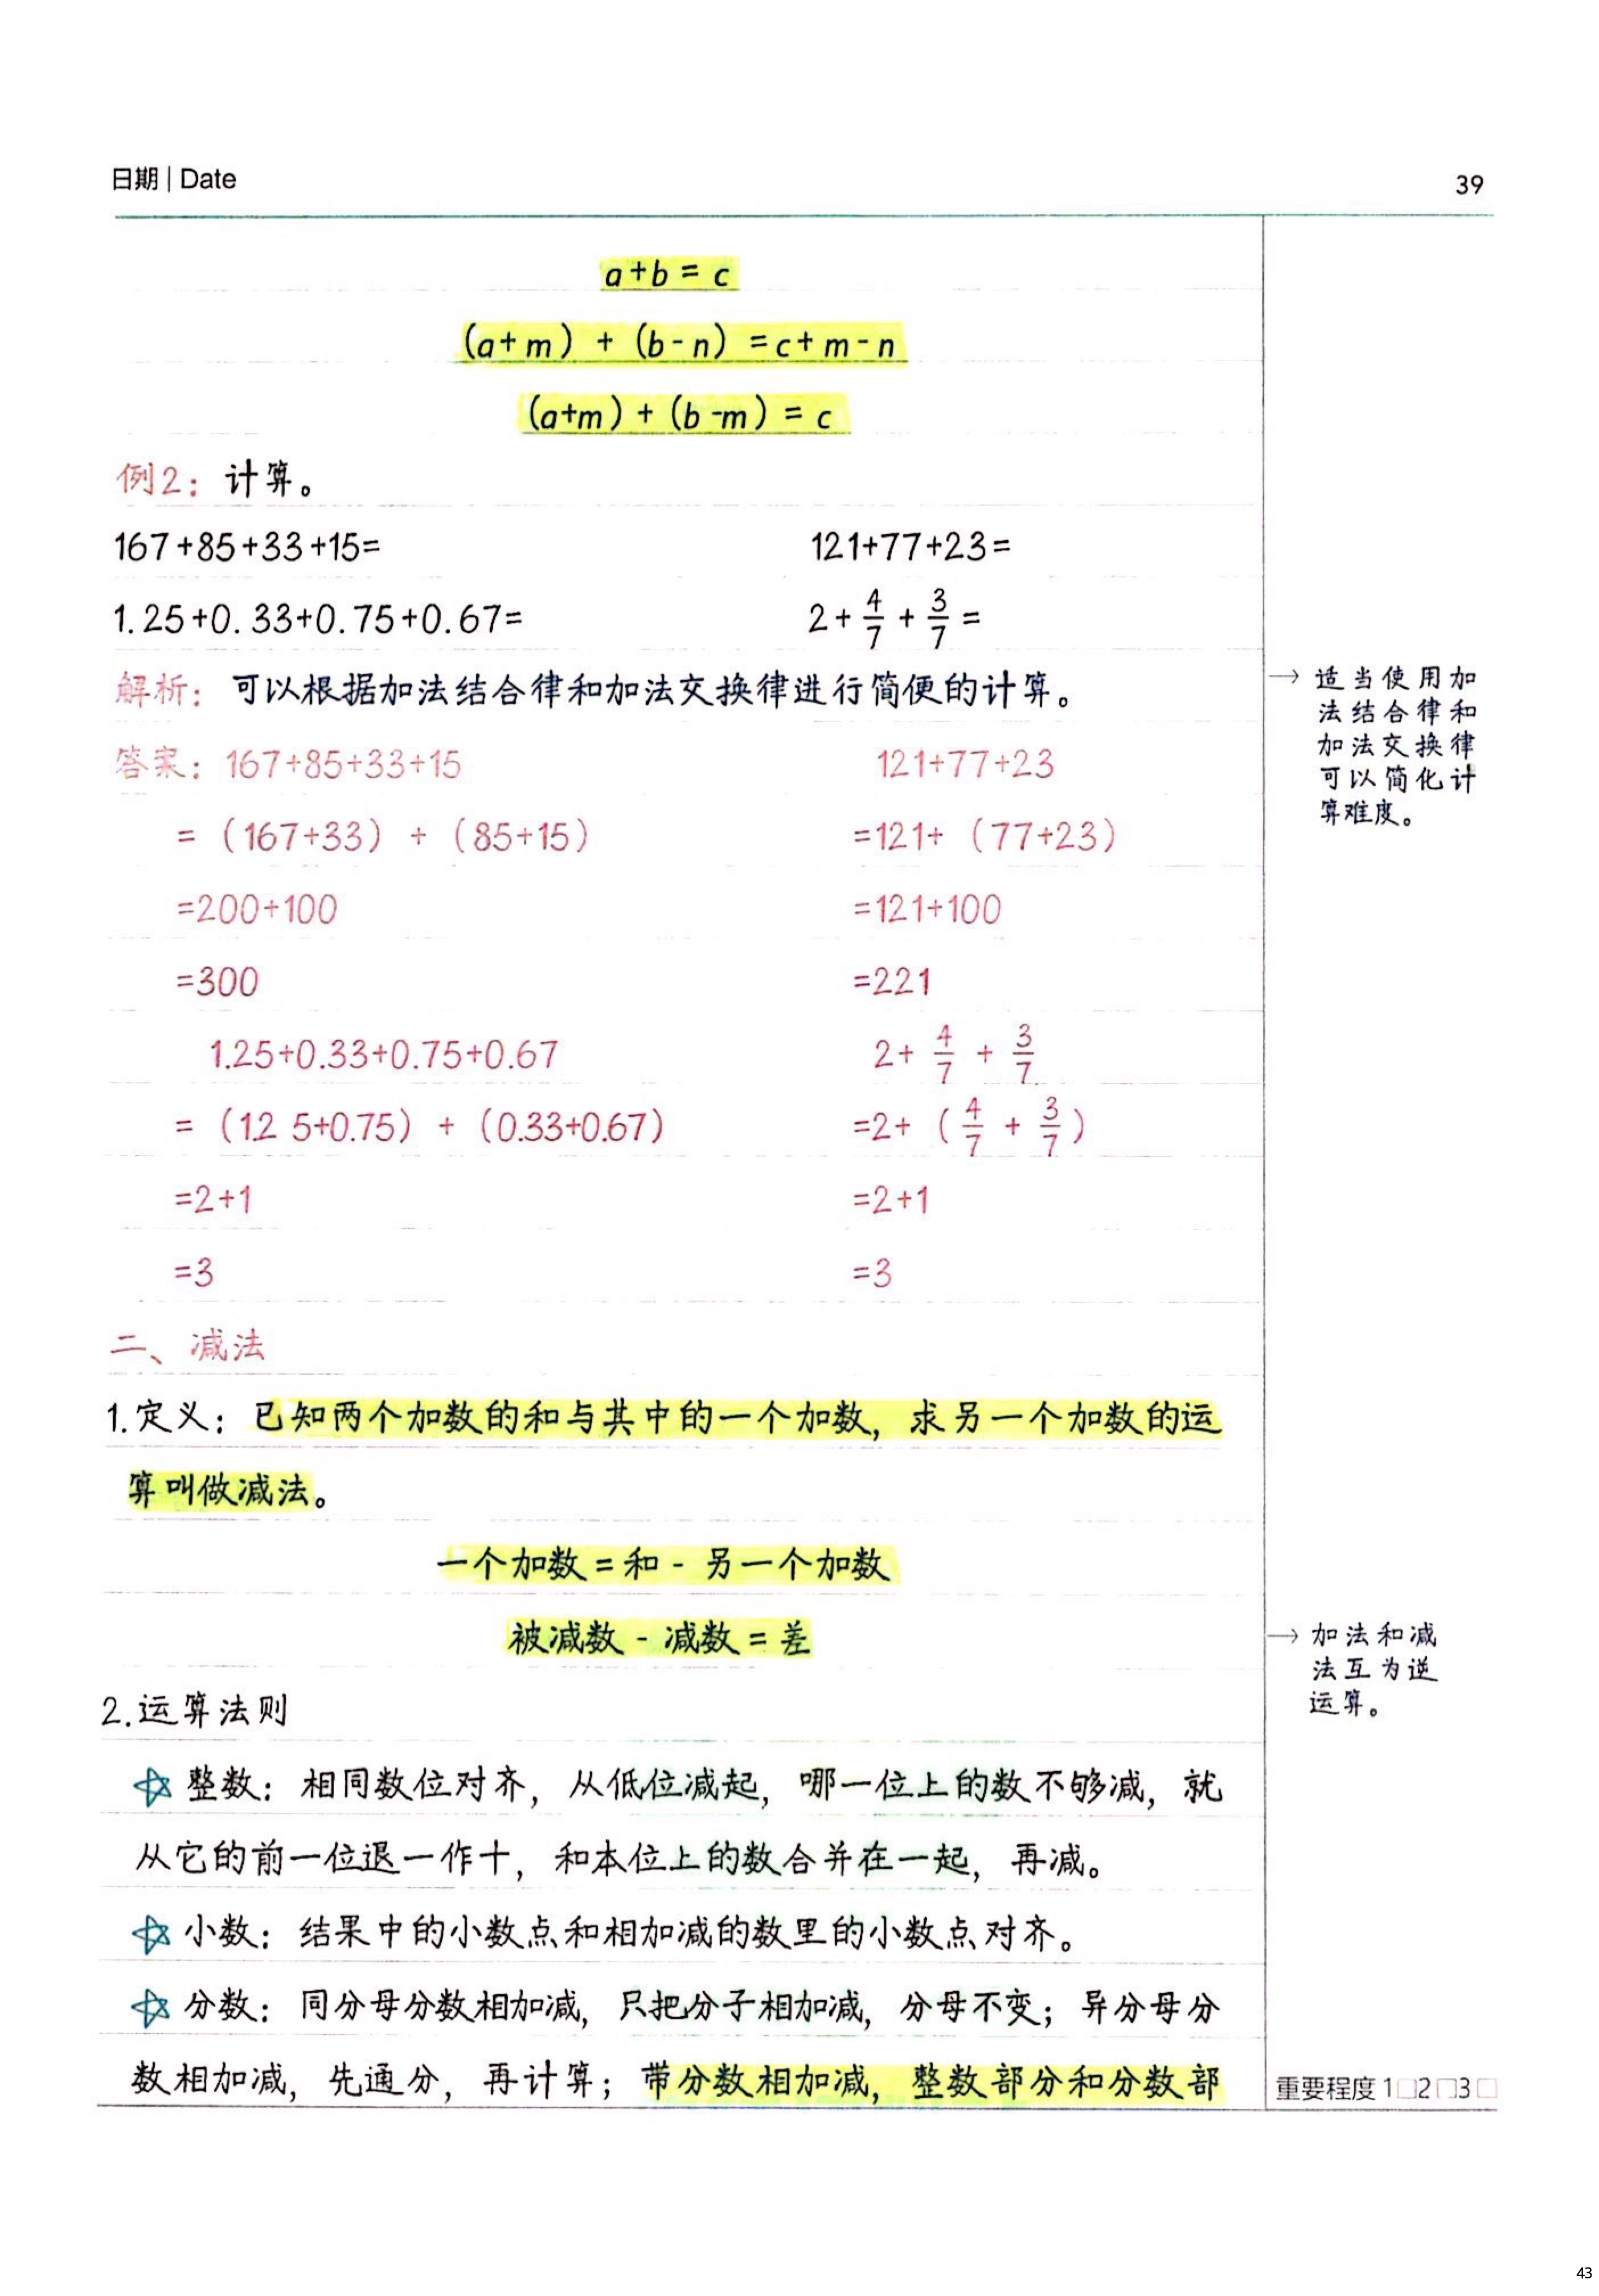 日期 | Date
39
a+b=c
(a+m) + (b-n) =c+m-n
(a+m)+(b-m)=c
例2：计算。
167+85+33+15=   121+77+23=
1.25+0.33+0.75+0.67=   2+4/7+3/7=
解析：可以根据加法结合律和加法交换律进行简便的计算。
→ 适当使用加
法结合律和
加法交换律
可以简化计
算难度。
答案：167+85+33+15   121+77+23
=（167+33）+（85+15）   =121+（77+23）
=200+100   =121+100
=300   =221
1.25+0.33+0.75+0.67   2+4/7+3/7
=（1.25+0.75）+（0.33+0.67）   =2+（4/7+3/7）
=2+1   =2+1
=3   =3
二、减法
1.定义：已知两个加数的和与其中的一个加数，求另一个加数的运
算叫做减法。
一个加数=和-另一个加数
被减数-减数=差
→ 加法和减
法互为逆
运算。
2.运算法则
☆整数：相同数位对齐，从低位减起，哪一位上的数不够减，就
从它的前一位退一作十，和本位上的数合并在一起，再减。
☆小数：结果中的小数点和相加减的数里的小数点对齐。
☆分数：同分母分数相加减，只把分子相加减，分母不变；异分母分
数相加减，先通分，再计算；带分数相加减，整数部分和分数部
重要程度 1□2□3□
43